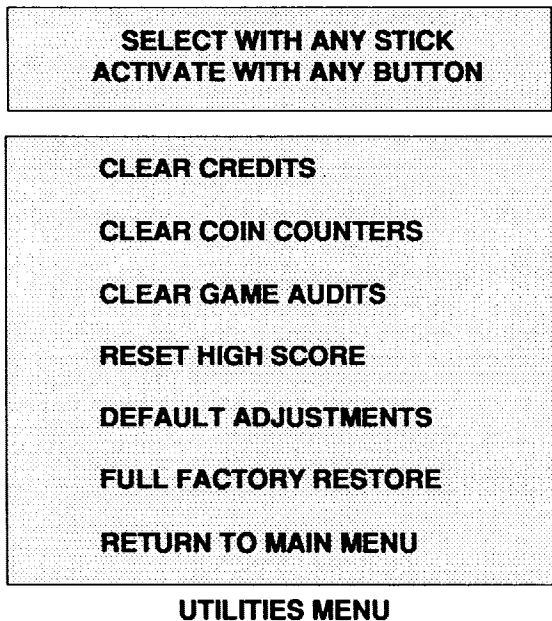 SELECT WITH ANY STICK
ACTIVATE WITH ANY BUTTON
CLEAR CREDITS
CLEAR COIN COUNTERS
CLEAR GAME AUDITS
RESET HIGH SCORE
DEFAULT ADJUSTMENTS
FULL FACTORY RESTORE
RETURN TO MAIN MENU
UTILITIES MENU